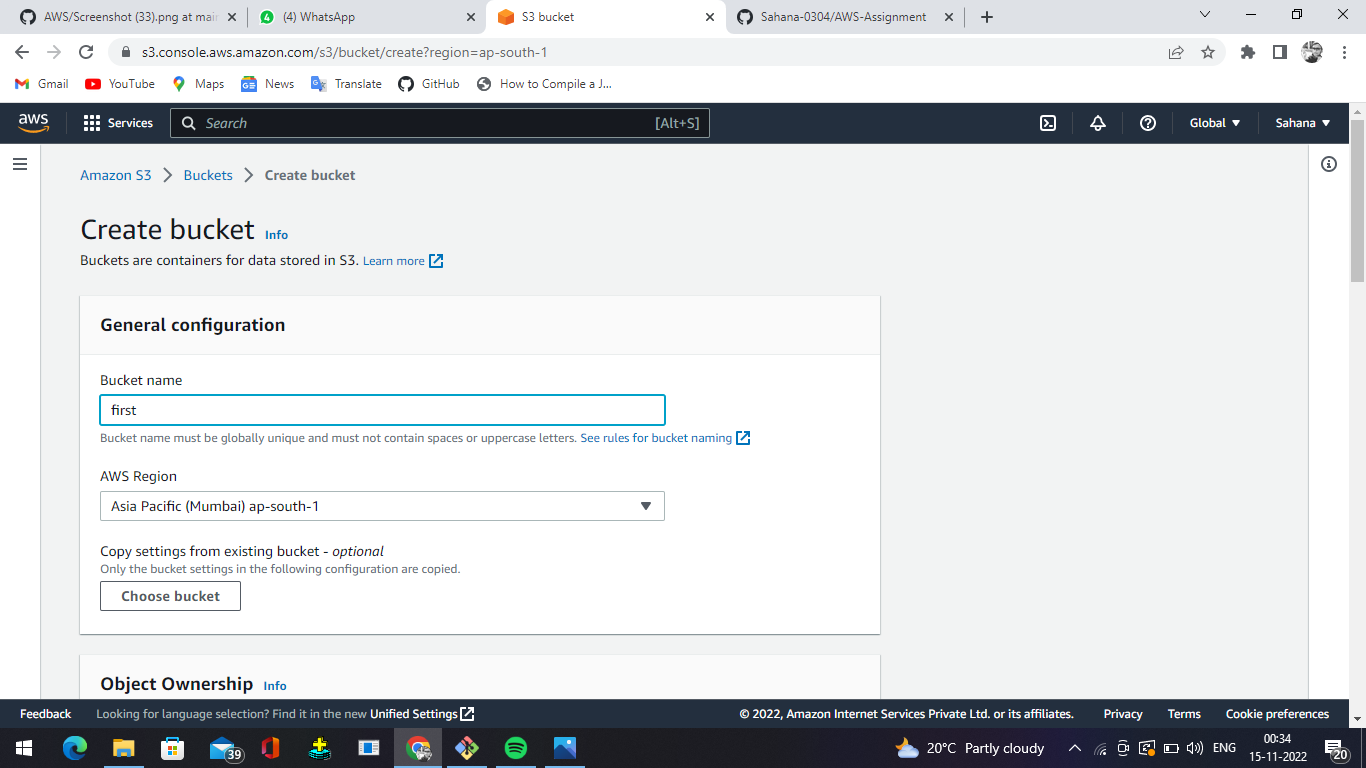 AWS/Screenshot (33).png at mai
(4) WhatsApp
S3 bucket
Sahana-0304/AWS-Assignment
s3.console.aws.amazon.com/s3/bucket/create?region=ap-south-1
Gmail YouTube Maps News Translate GitHub How to Compile a J...
aws Services Search [Alt+S] Global Sahana
Amazon S3 Buckets Create bucket
Create bucket Info
Buckets are containers for data stored in S3. Learn more
General configuration
Bucket name
first
Bucket name must be globally unique and must not contain spaces or uppercase letters. See rules for bucket naming
AWS Region
Asia Pacific (Mumbai) ap-south-1
Copy settings from existing bucket - optional
Only the bucket settings in the following configuration are copied.
Choose bucket
Object Ownership Info
Feedback Looking for language selection? Find it in the new Unified Settings © 2022, Amazon Internet Services Private Ltd. or its affiliates. Privacy Terms Cookie preferences
39 20°C Partly cloudy ENG 00:34
15-11-2022 20